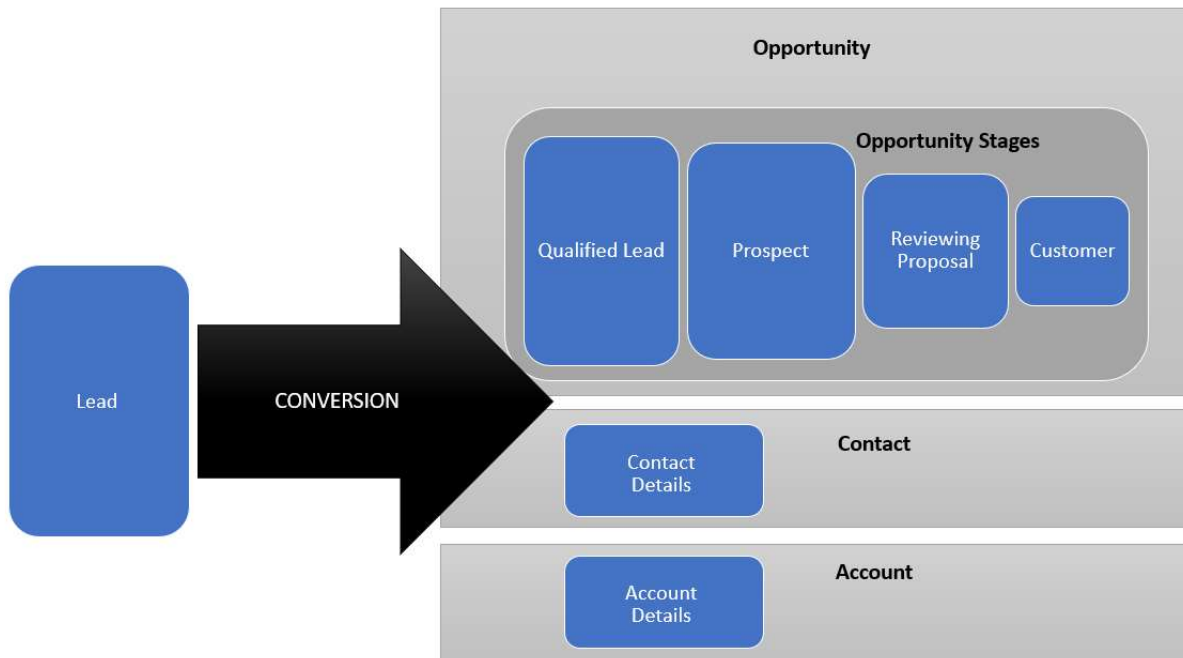 Opportunity
Opportunity Stages
Qualified Lead
Prospect
Reviewing
Proposal
Customer
Lead
CONVERSION
Contact
Contact
Details
Account
Account
Details